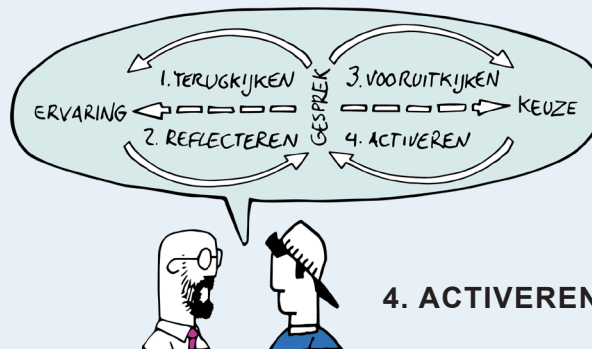 1. TERUGKIJKEN
3. VOORUITKIJKEN
ERVARING
GESPREK
KEUZE
2. REFLECTEREN
4. ACTIVEREN
4. ACTIVEREN